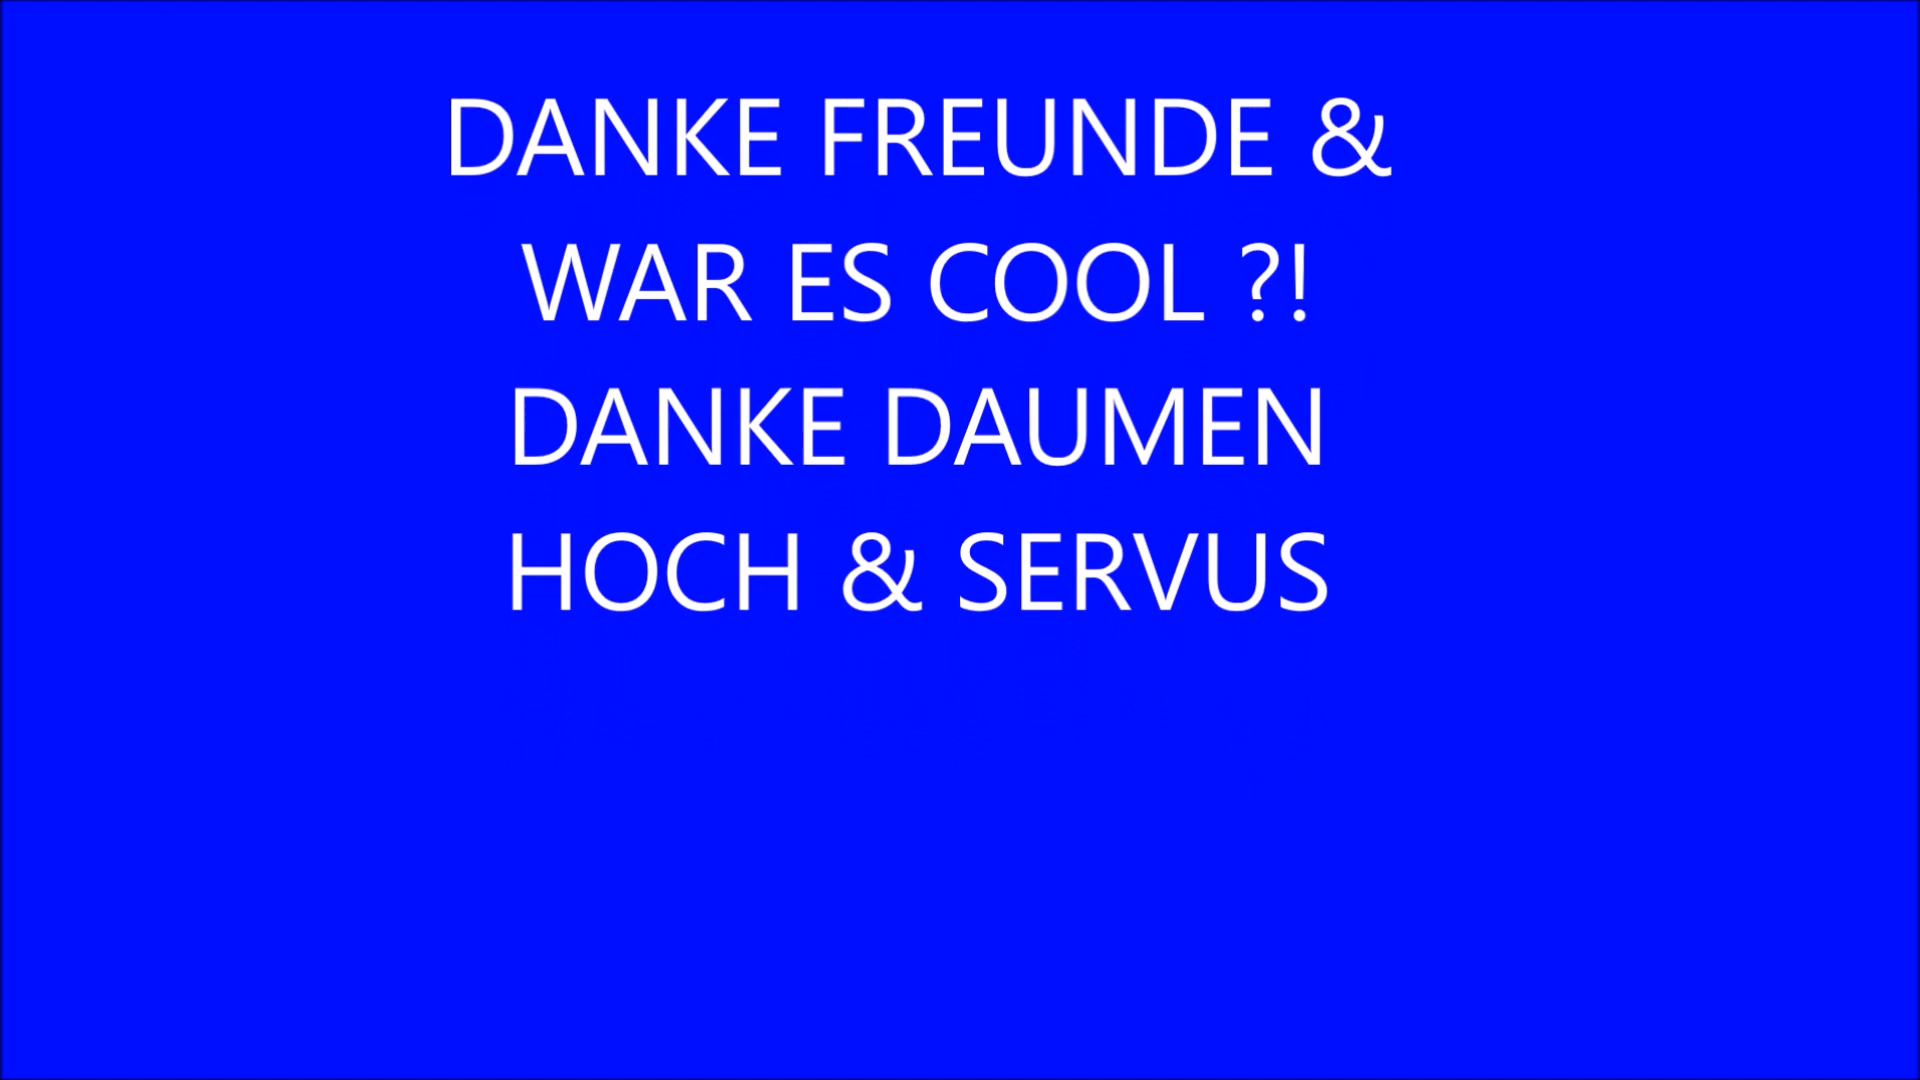 DANKE FREUNDE &
WAR ES COOL ?!
DANKE DAUMEN
HOCH & SERVUS